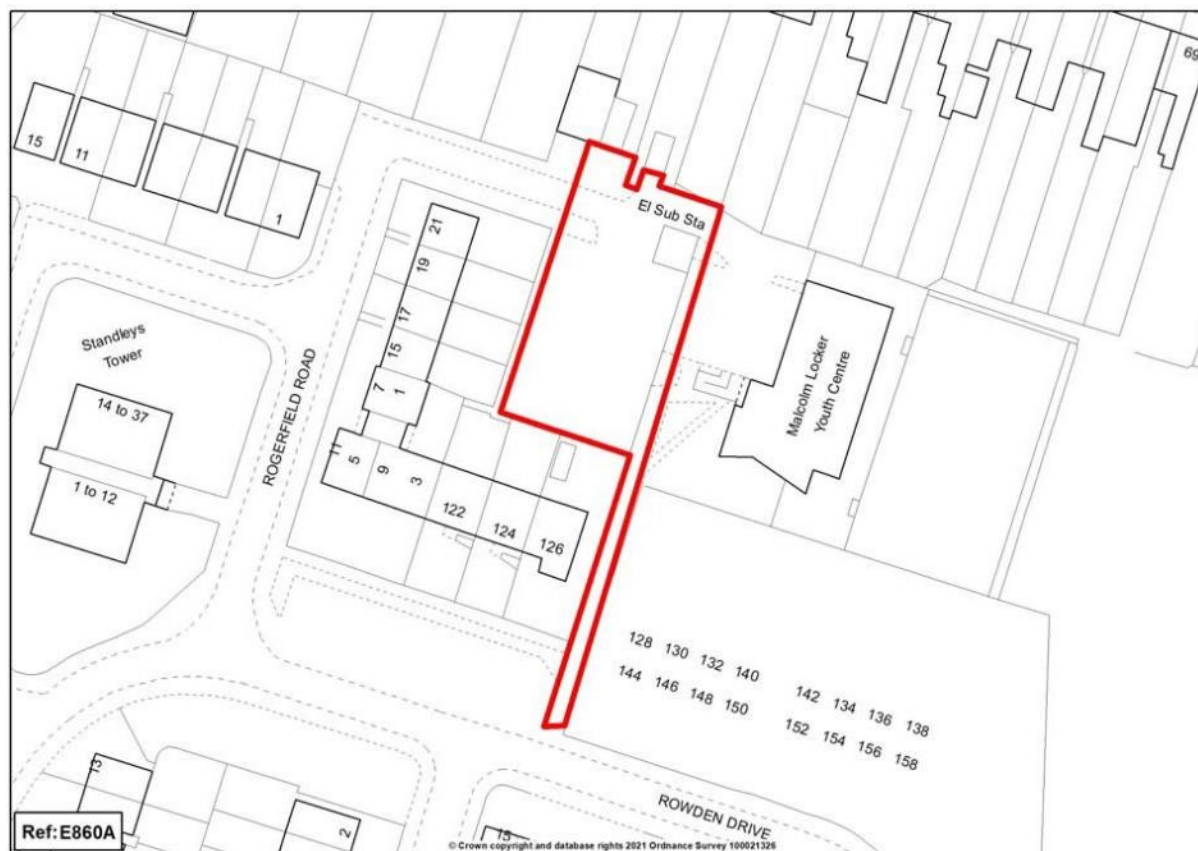 69
15
11
1
El Sub Sta
21
19
17
15
7
1
Standleys
Tower
14 to 37
1 to 12
ROGERFIELD ROAD
Malcolm Locker
Youth Centre
11
5
9
3
122
124
126
128 130 132 140
142 134 136 138
144 146 148 150
152 154 156 158
13
2
15
ROWDEN DRIVE
Ref:E860A
© Crown copyright and database rights 2021 Ordnance Survey 100021326